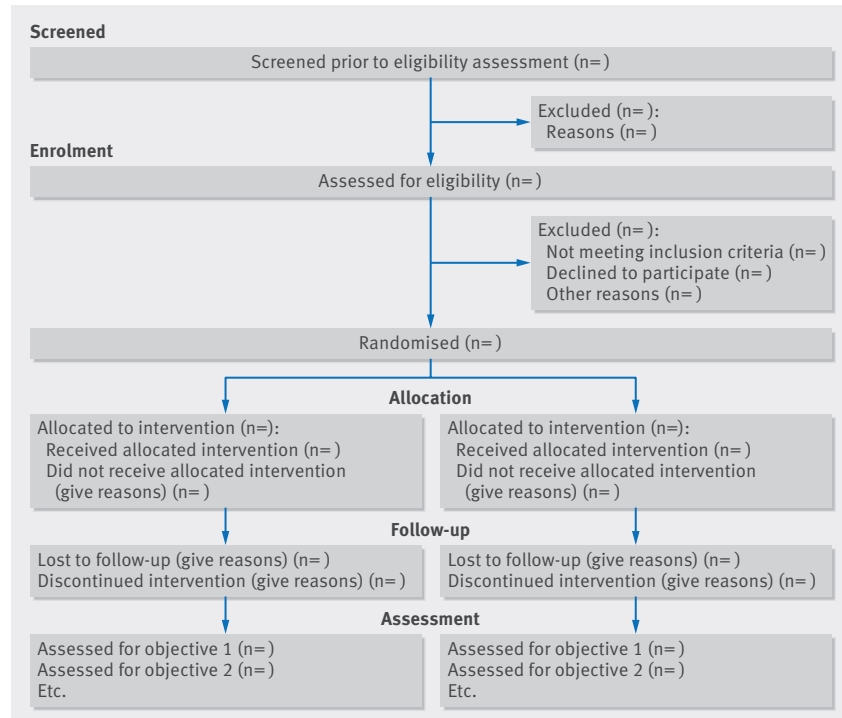 Screened
Screened prior to eligibility assessment (n= )
Excluded (n= ):
Reasons (n= )
Enrolment
Assessed for eligibility (n= )
Excluded (n= ):
Not meeting inclusion criteria (n= )
Declined to participate (n= )
Other reasons (n= )
Randomised (n= )
Allocation
Allocated to intervention (n=):
Received allocated intervention (n= )
Did not receive allocated intervention
(give reasons) (n= )
Allocated to intervention (n=):
Received allocated intervention (n= )
Did not receive allocated intervention
(give reasons) (n= )
Follow-up
Lost to follow-up (give reasons) (n= )
Discontinued intervention (give reasons) (n= )
Lost to follow-up (give reasons) (n= )
Discontinued intervention (give reasons) (n= )
Assessment
Assessed for objective 1 (n= )
Assessed for objective 2 (n= )
Etc.
Assessed for objective 1 (n= )
Assessed for objective 2 (n= )
Etc.